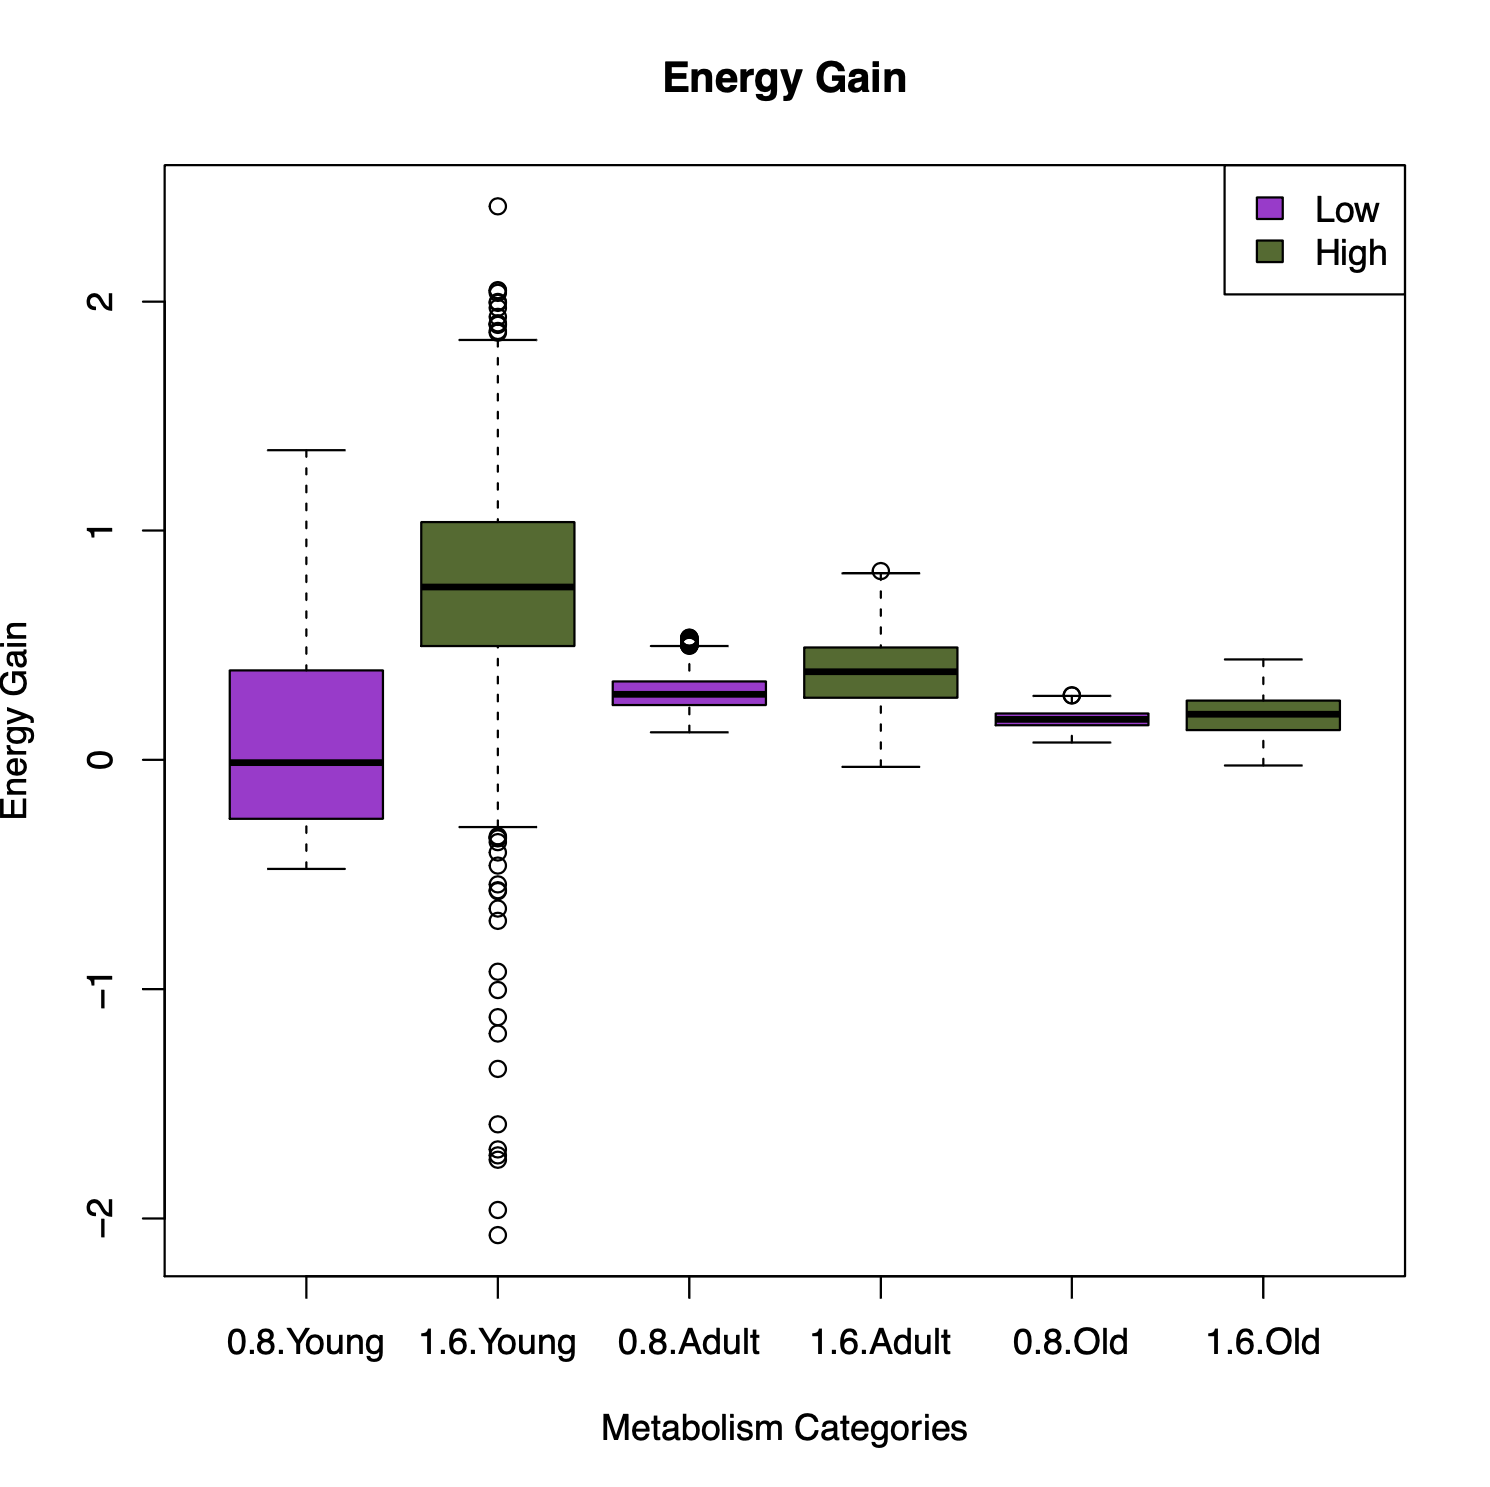 Energy Gain
Low
High
2
1
0
−1
−2
Energy Gain
0.8.Young 1.6.Young 0.8.Adult 1.6.Adult 0.8.Old 1.6.Old
Metabolism Categories